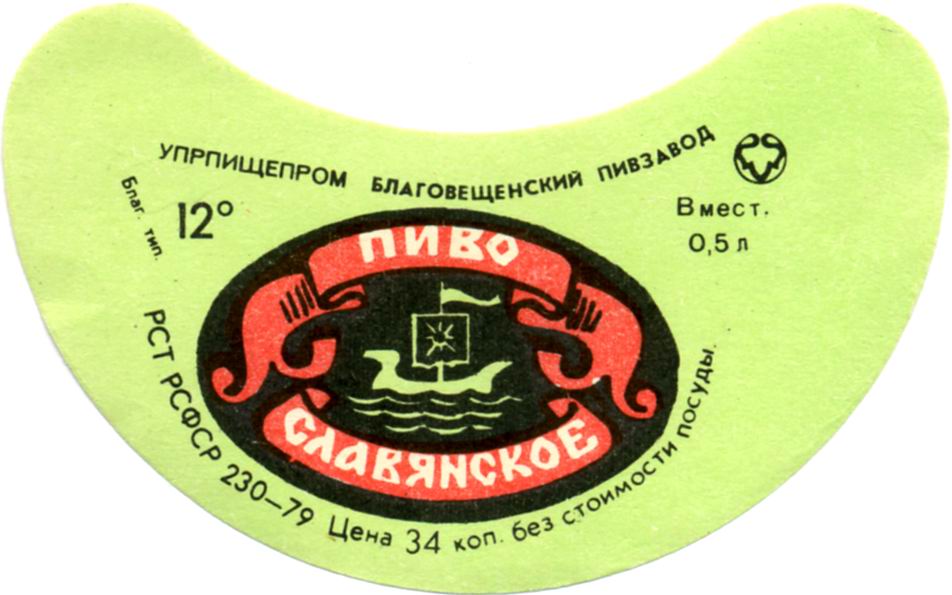 УПРПИЩЕПРОМ БЛАГОВЕЩЕНСКИЙ ПИВЗАВОД
Благ. тип.
12°
Вмест.
0,5 л
ПИВО
СЛАВЯНСКОЕ
РСТ РСФСР 230—79 Цена 34 коп. без стоимости посуды.